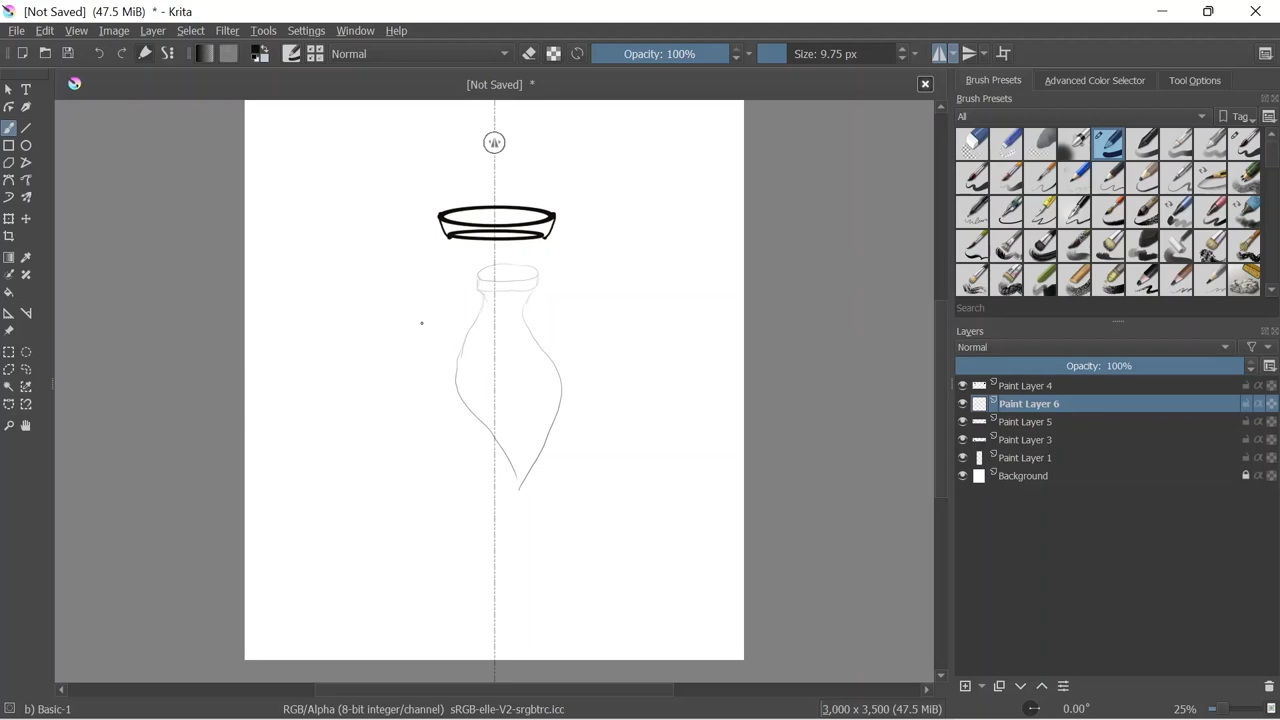 [Not Saved] (47.5 MiB) * - Krita
File Edit View Image Layer Select Filter Tools Settings Window Help
Normal Opacity: 100% Size: 9.75 px
[Not Saved] *
Brush Presets Advanced Color Selector Tool Options
Brush Presets
All Tag
Search
Layers
Normal
Opacity: 100%
Paint Layer 4
Paint Layer 6
Paint Layer 5
Paint Layer 3
Paint Layer 1
Background
b) Basic-1 RGB/Alpha (8-bit integer/channel) sRGB-elle-V2-srgbtrc.icc 3,000 x 3,500 (47.5 MiB) 0.00° 25%